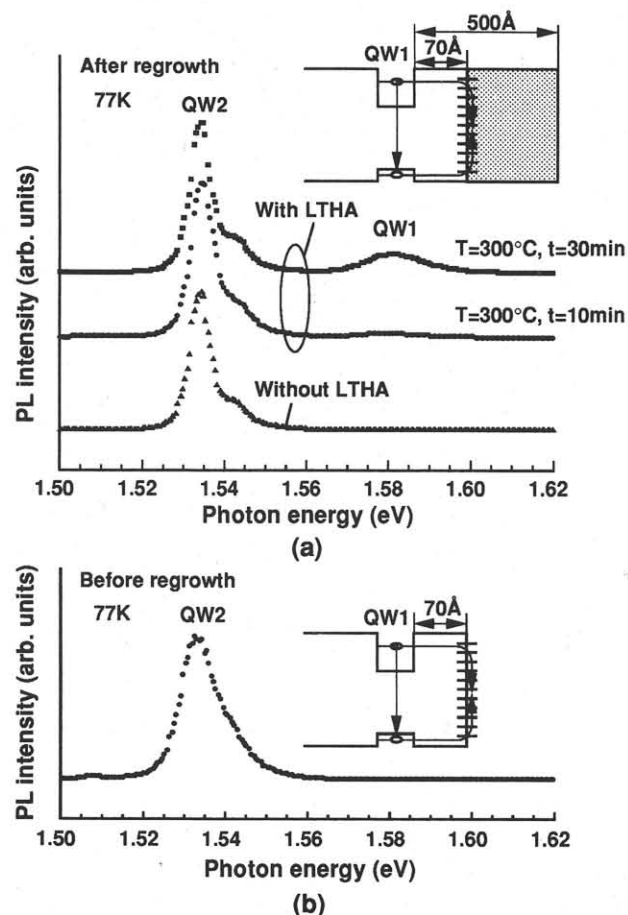 500Å
QW1
70Å
After regrowth
77K
QW2
With LTHA
QW1
T=300°C, t=30min
T=300°C, t=10min
Without LTHA
PL intensity (arb. units)
1.50 1.52 1.54 1.56 1.58 1.60 1.62
Photon energy (eV)
(a)
Before regrowth
77K
QW2
QW1
70Å
PL intensity (arb. units)
1.50 1.52 1.54 1.56 1.58 1.60 1.62
Photon energy (eV)
(b)